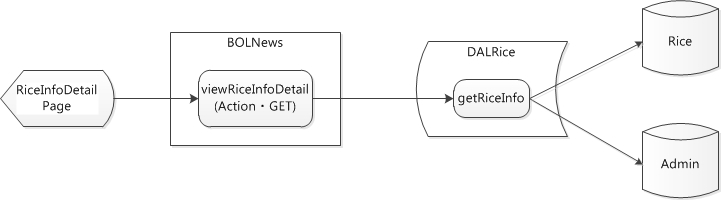 RiceInfoDetail
Page
BOLNews
viewRiceInfoDetail
(Action・GET)
DALRice
getRiceInfo
Rice
Admin